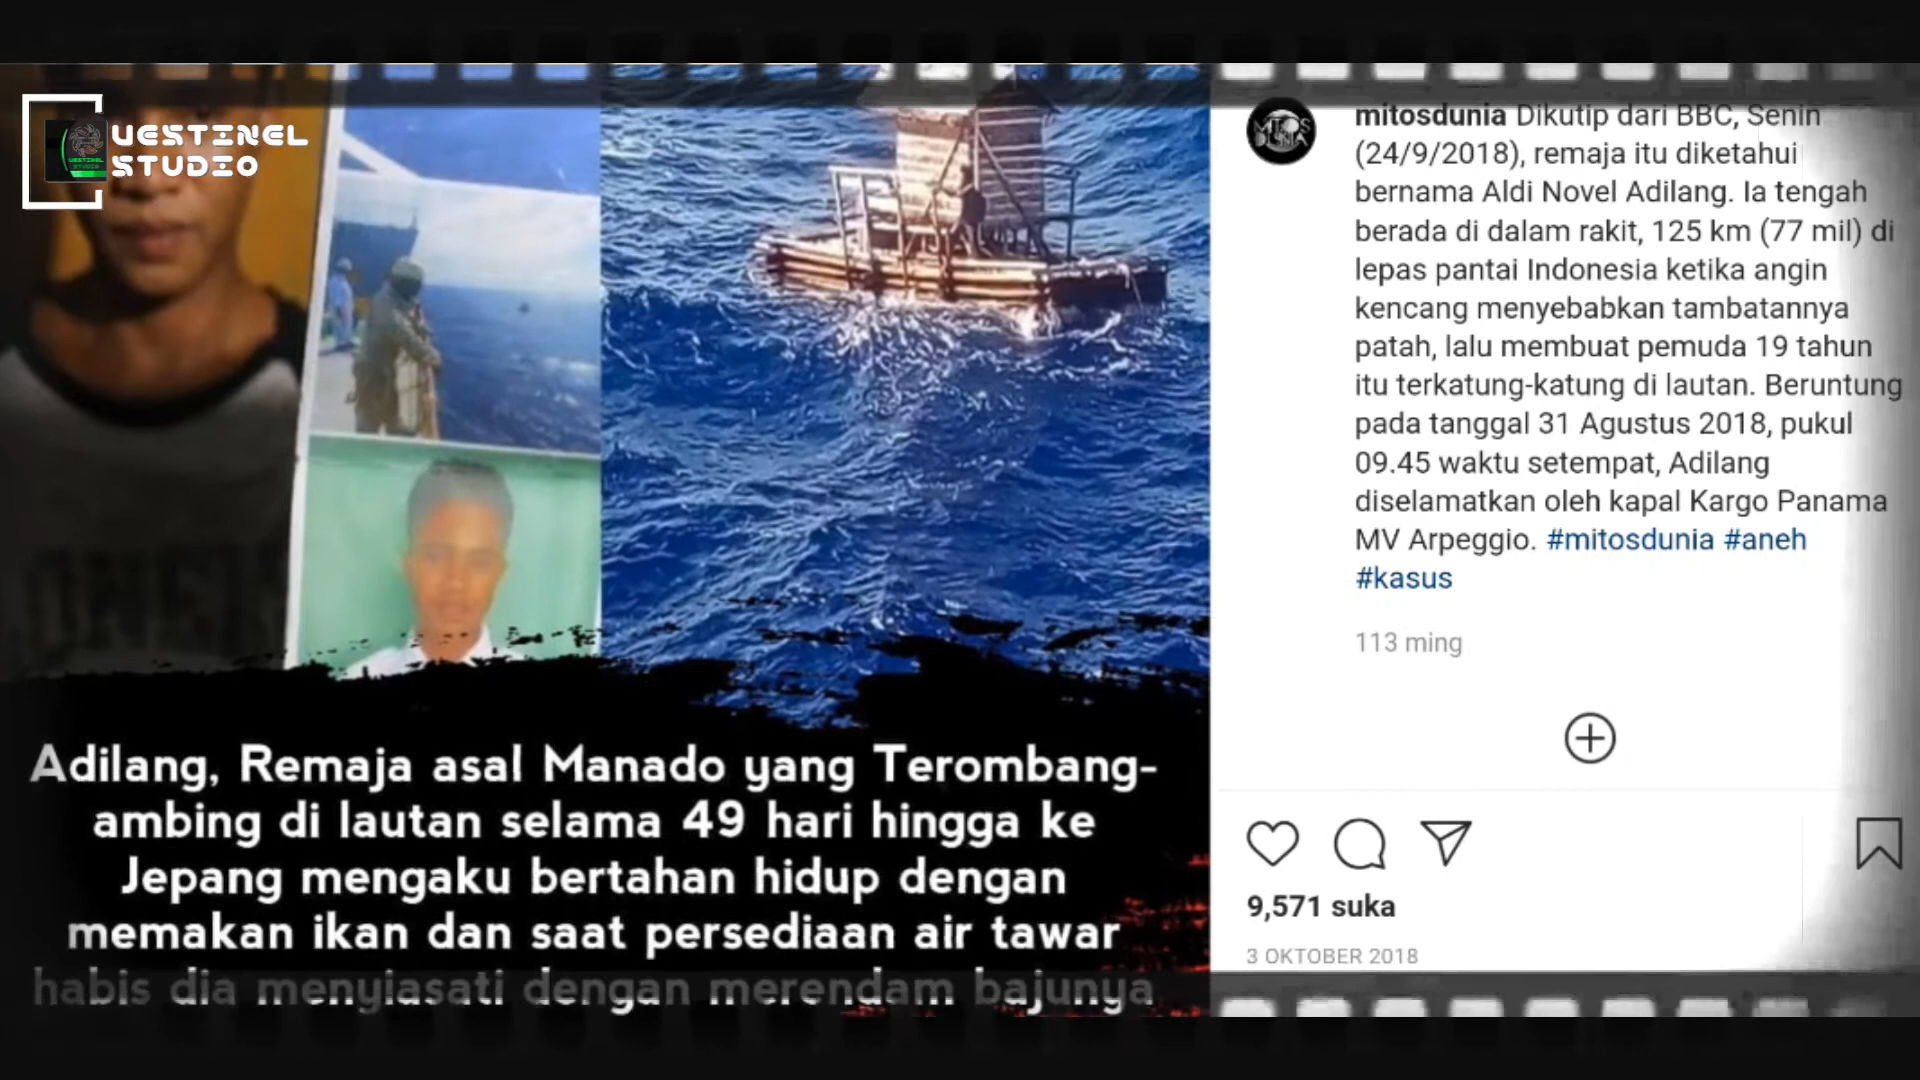 UESTINEL
STUDIO
Adilang, Remaja asal Manado yang Terombang-
ambing di lautan selama 49 hari hingga ke
Jepang mengaku bertahan hidup dengan
memakan ikan dan saat persediaan air tawar
habis dia menyiasati dengan merendam bajunya
MITOS
DUNIA
mitosdunia Dikutip dari BBC, Senin
(24/9/2018), remaja itu diketahui
bernama Aldi Novel Adilang. Ia tengah
berada di dalam rakit, 125 km (77 mil) di
lepas pantai Indonesia ketika angin
kencang menyebabkan tambatannya
patah, lalu membuat pemuda 19 tahun
itu terkatung-katung di lautan. Beruntung
pada tanggal 31 Agustus 2018, pukul
09.45 waktu setempat, Adilang
diselamatkan oleh kapal Kargo Panama
MV Arpeggio. #mitosdunia #aneh
#kasus
113 ming
9,571 suka
3 OKTOBER 2018